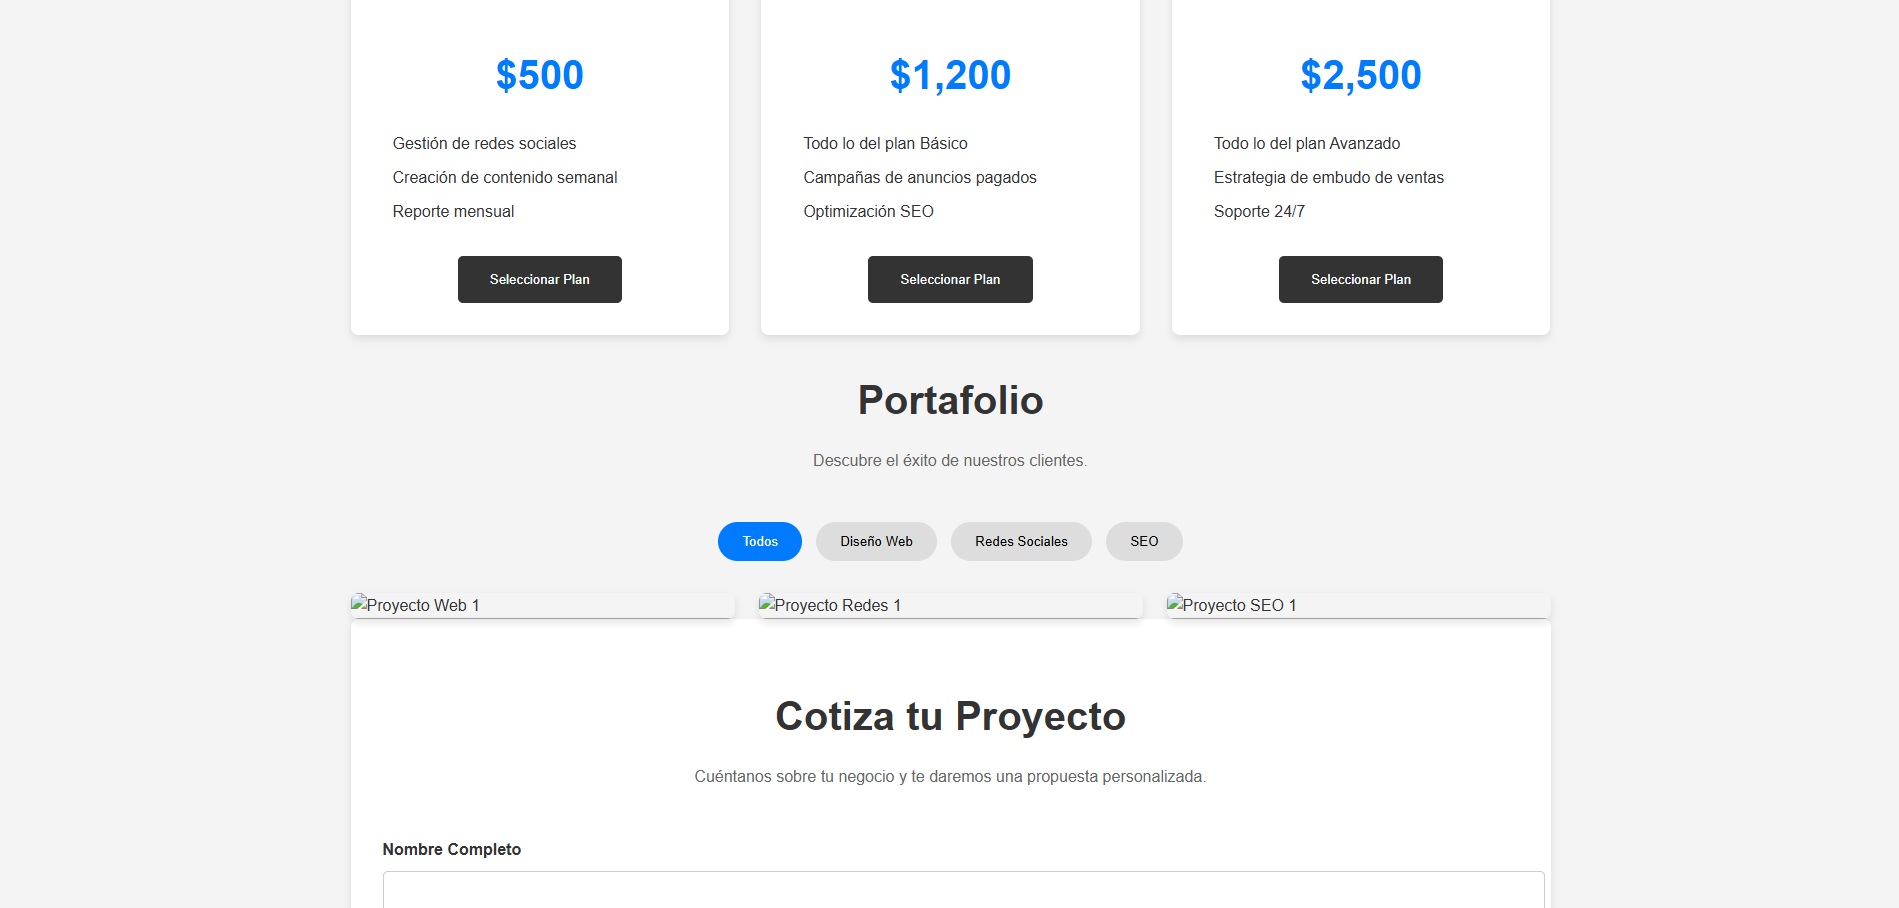 $500
Gestión de redes sociales
Creación de contenido semanal
Reporte mensual
Seleccionar Plan
$1,200
Todo lo del plan Básico
Campañas de anuncios pagados
Optimización SEO
Seleccionar Plan
$2,500
Todo lo del plan Avanzado
Estrategia de embudo de ventas
Soporte 24/7
Seleccionar Plan
Portafolio
Descubre el éxito de nuestros clientes.
Todos
Diseño Web
Redes Sociales
SEO
Proyecto Web 1
Proyecto Redes 1
Proyecto SEO 1
Cotiza tu Proyecto
Cuéntanos sobre tu negocio y te daremos una propuesta personalizada.
Nombre Completo